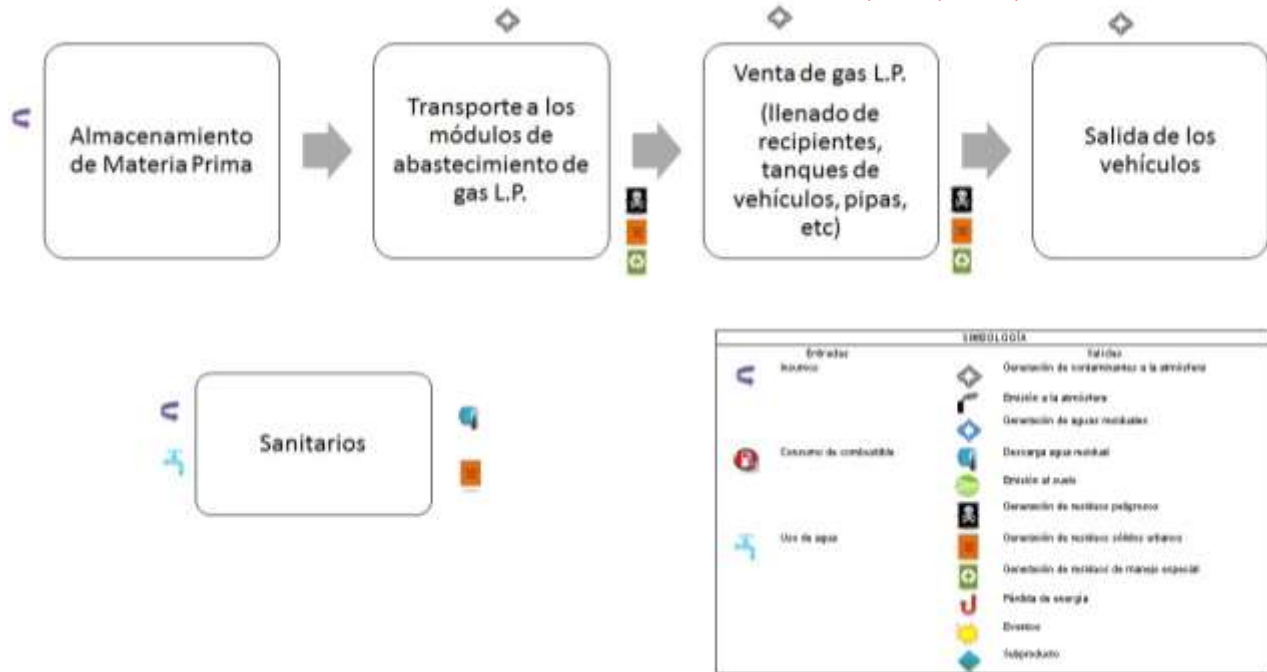 Almacenamiento
de Materia Prima
Transporte a los
módulos de
abastecimiento de
gas L.P.
Venta de gas L.P.
(llenado de
recipientes,
tanques de
vehículos, pipas,
etc)
Salida de los
vehículos
Sanitarios
SIMBOLOGÍA
Entradas
Salidas
Insumos
Generación de contaminantes a la atmósfera
Emisión a la atmósfera
Generación de aguas residuales
Consumo de combustible
Descarga agua residual
Emisión al suelo
Generación de residuos peligrosos
Uso de agua
Generación de residuos sólidos urbanos
Generación de residuos de manejo especial
Pérdida de energía
Subproducto